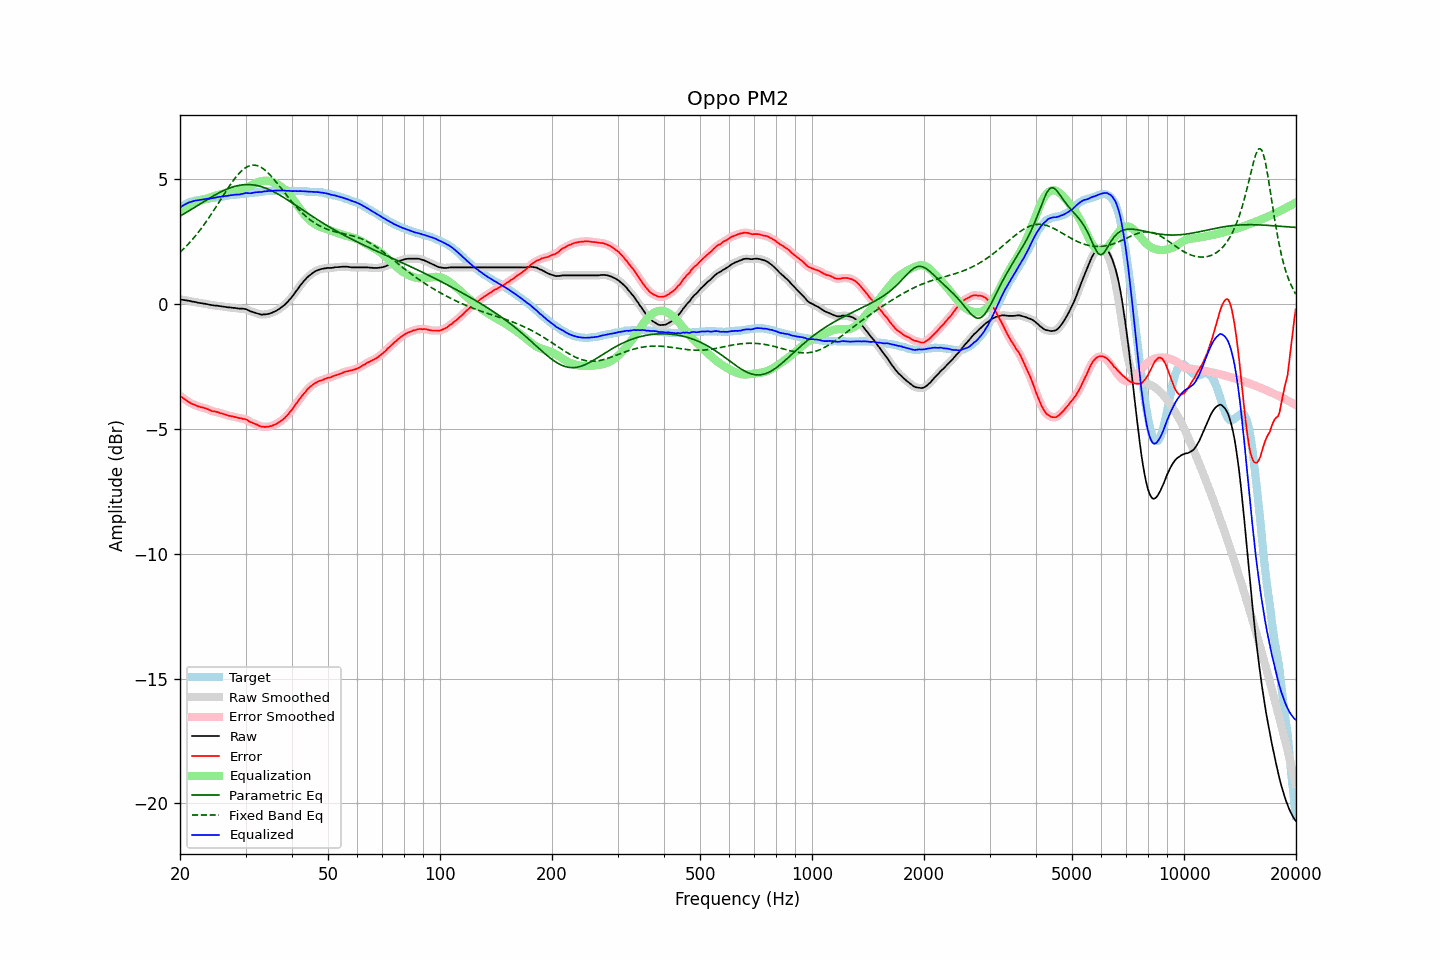 Oppo PM2
Amplitude (dBr)
5
0
−5
−10
−15
−20
Target
Raw Smoothed
Error Smoothed
Raw
Error
Equalization
Parametric Eq
Fixed Band Eq
Equalized
20 50 100 200 500 1000 2000 5000 10000 20000
Frequency (Hz)